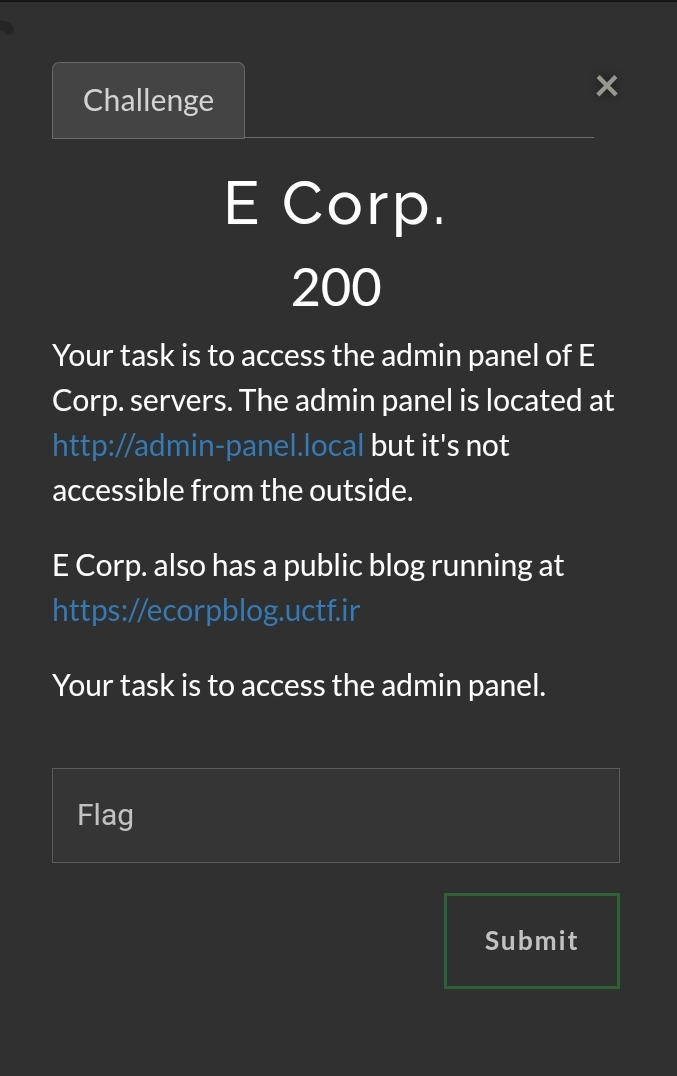 Challenge
×
E Corp.
200
Your task is to access the admin panel of E
Corp. servers. The admin panel is located at
http://admin-panel.local but it's not
accessible from the outside.
E Corp. also has a public blog running at
https://ecorpblog.uctf.ir
Your task is to access the admin panel.
Flag
Submit